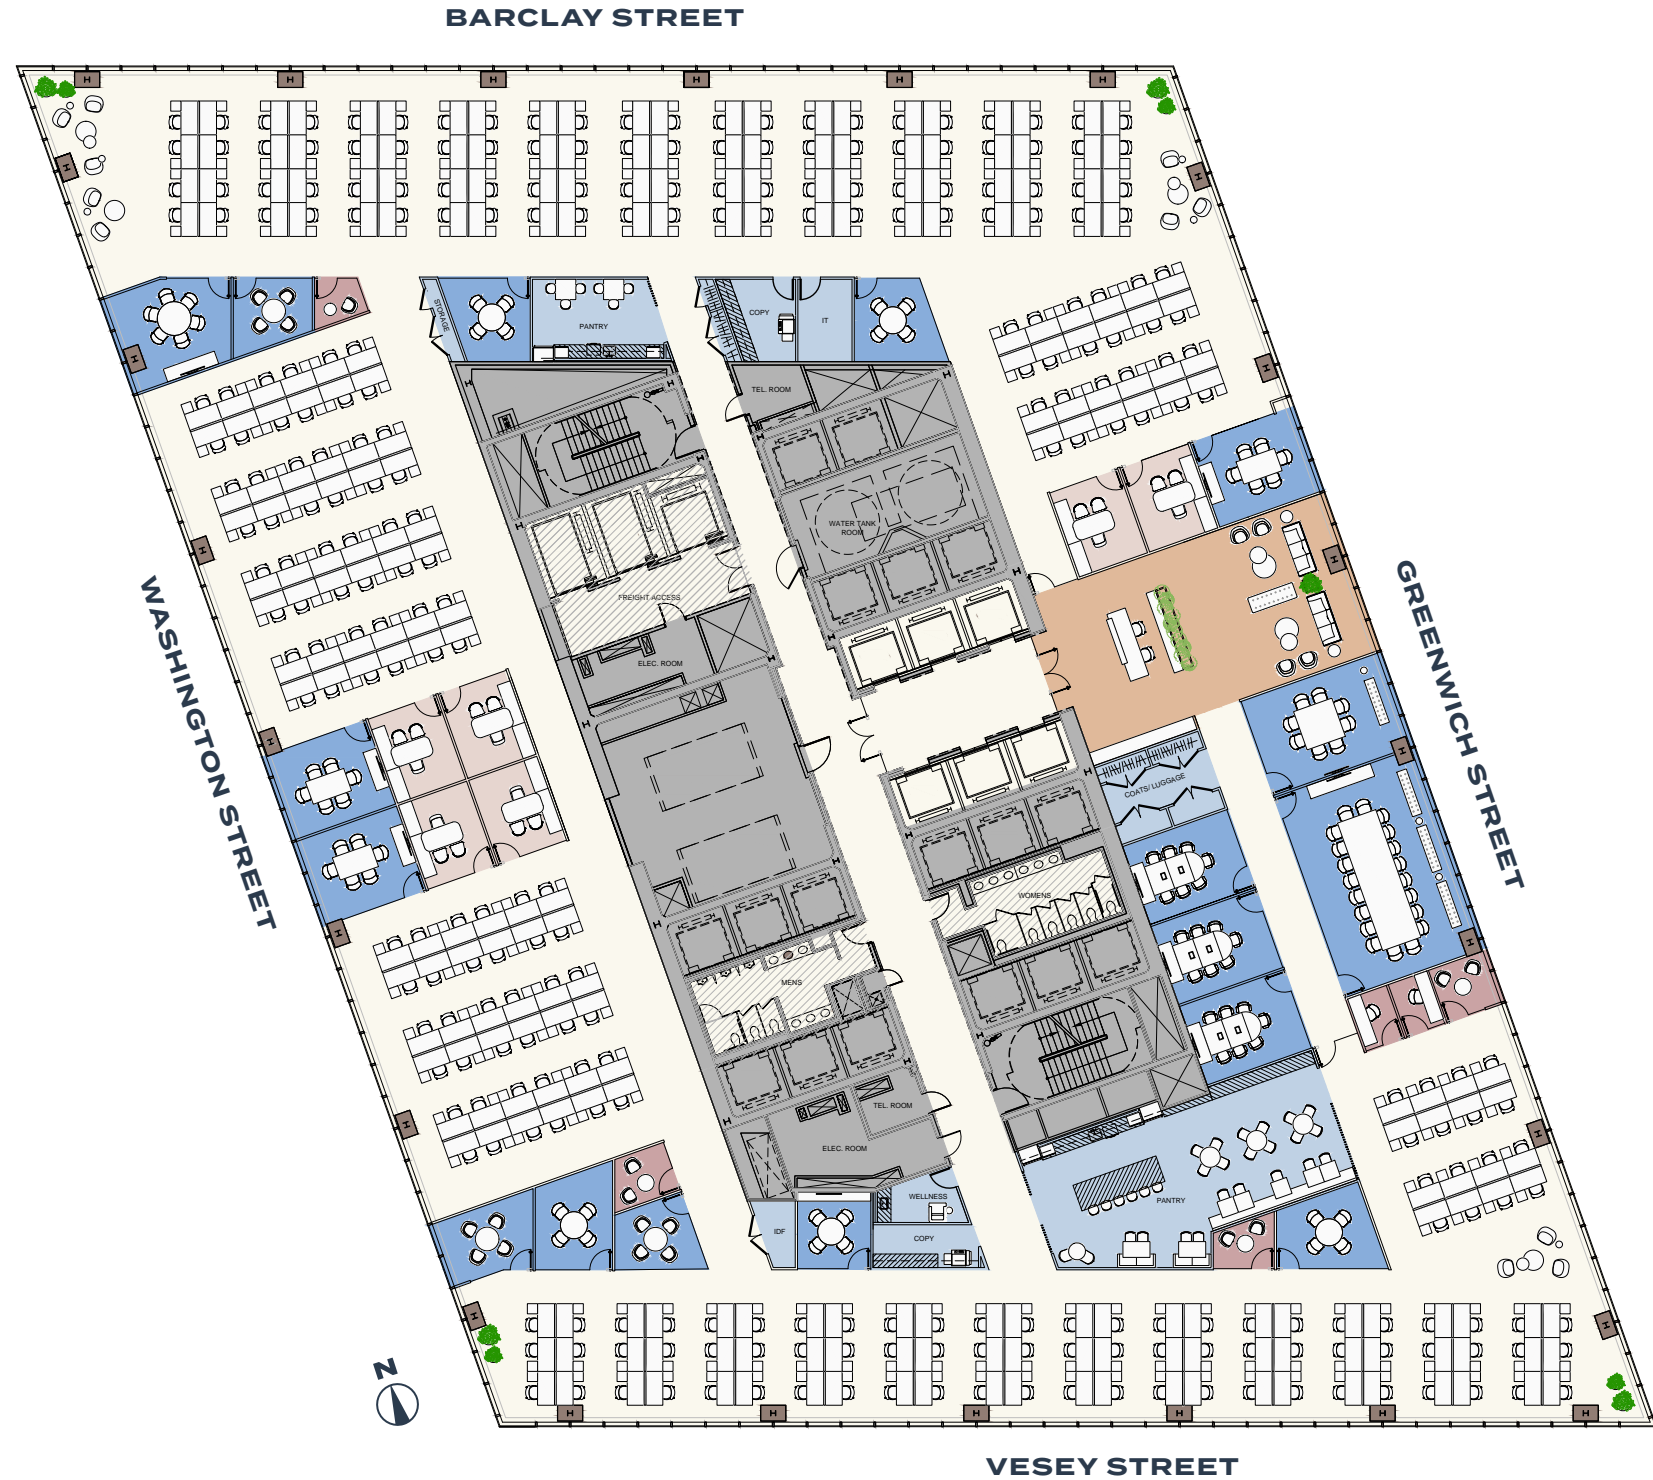 BARCLAY STREET
STORAGE
PANTRY
COPY
IT
TEL. ROOM
WATER TANK
ROOM
FREIGHT ACCESS
ELEC. ROOM
WASHINGTON STREET
GREENWICH STREET
COATS/ LUGGAGE
WOMENS
MENS
TEL. ROOM
ELEC. ROOM
WELLNESS
PANTRY
IDF
COPY
N
VESEY STREET